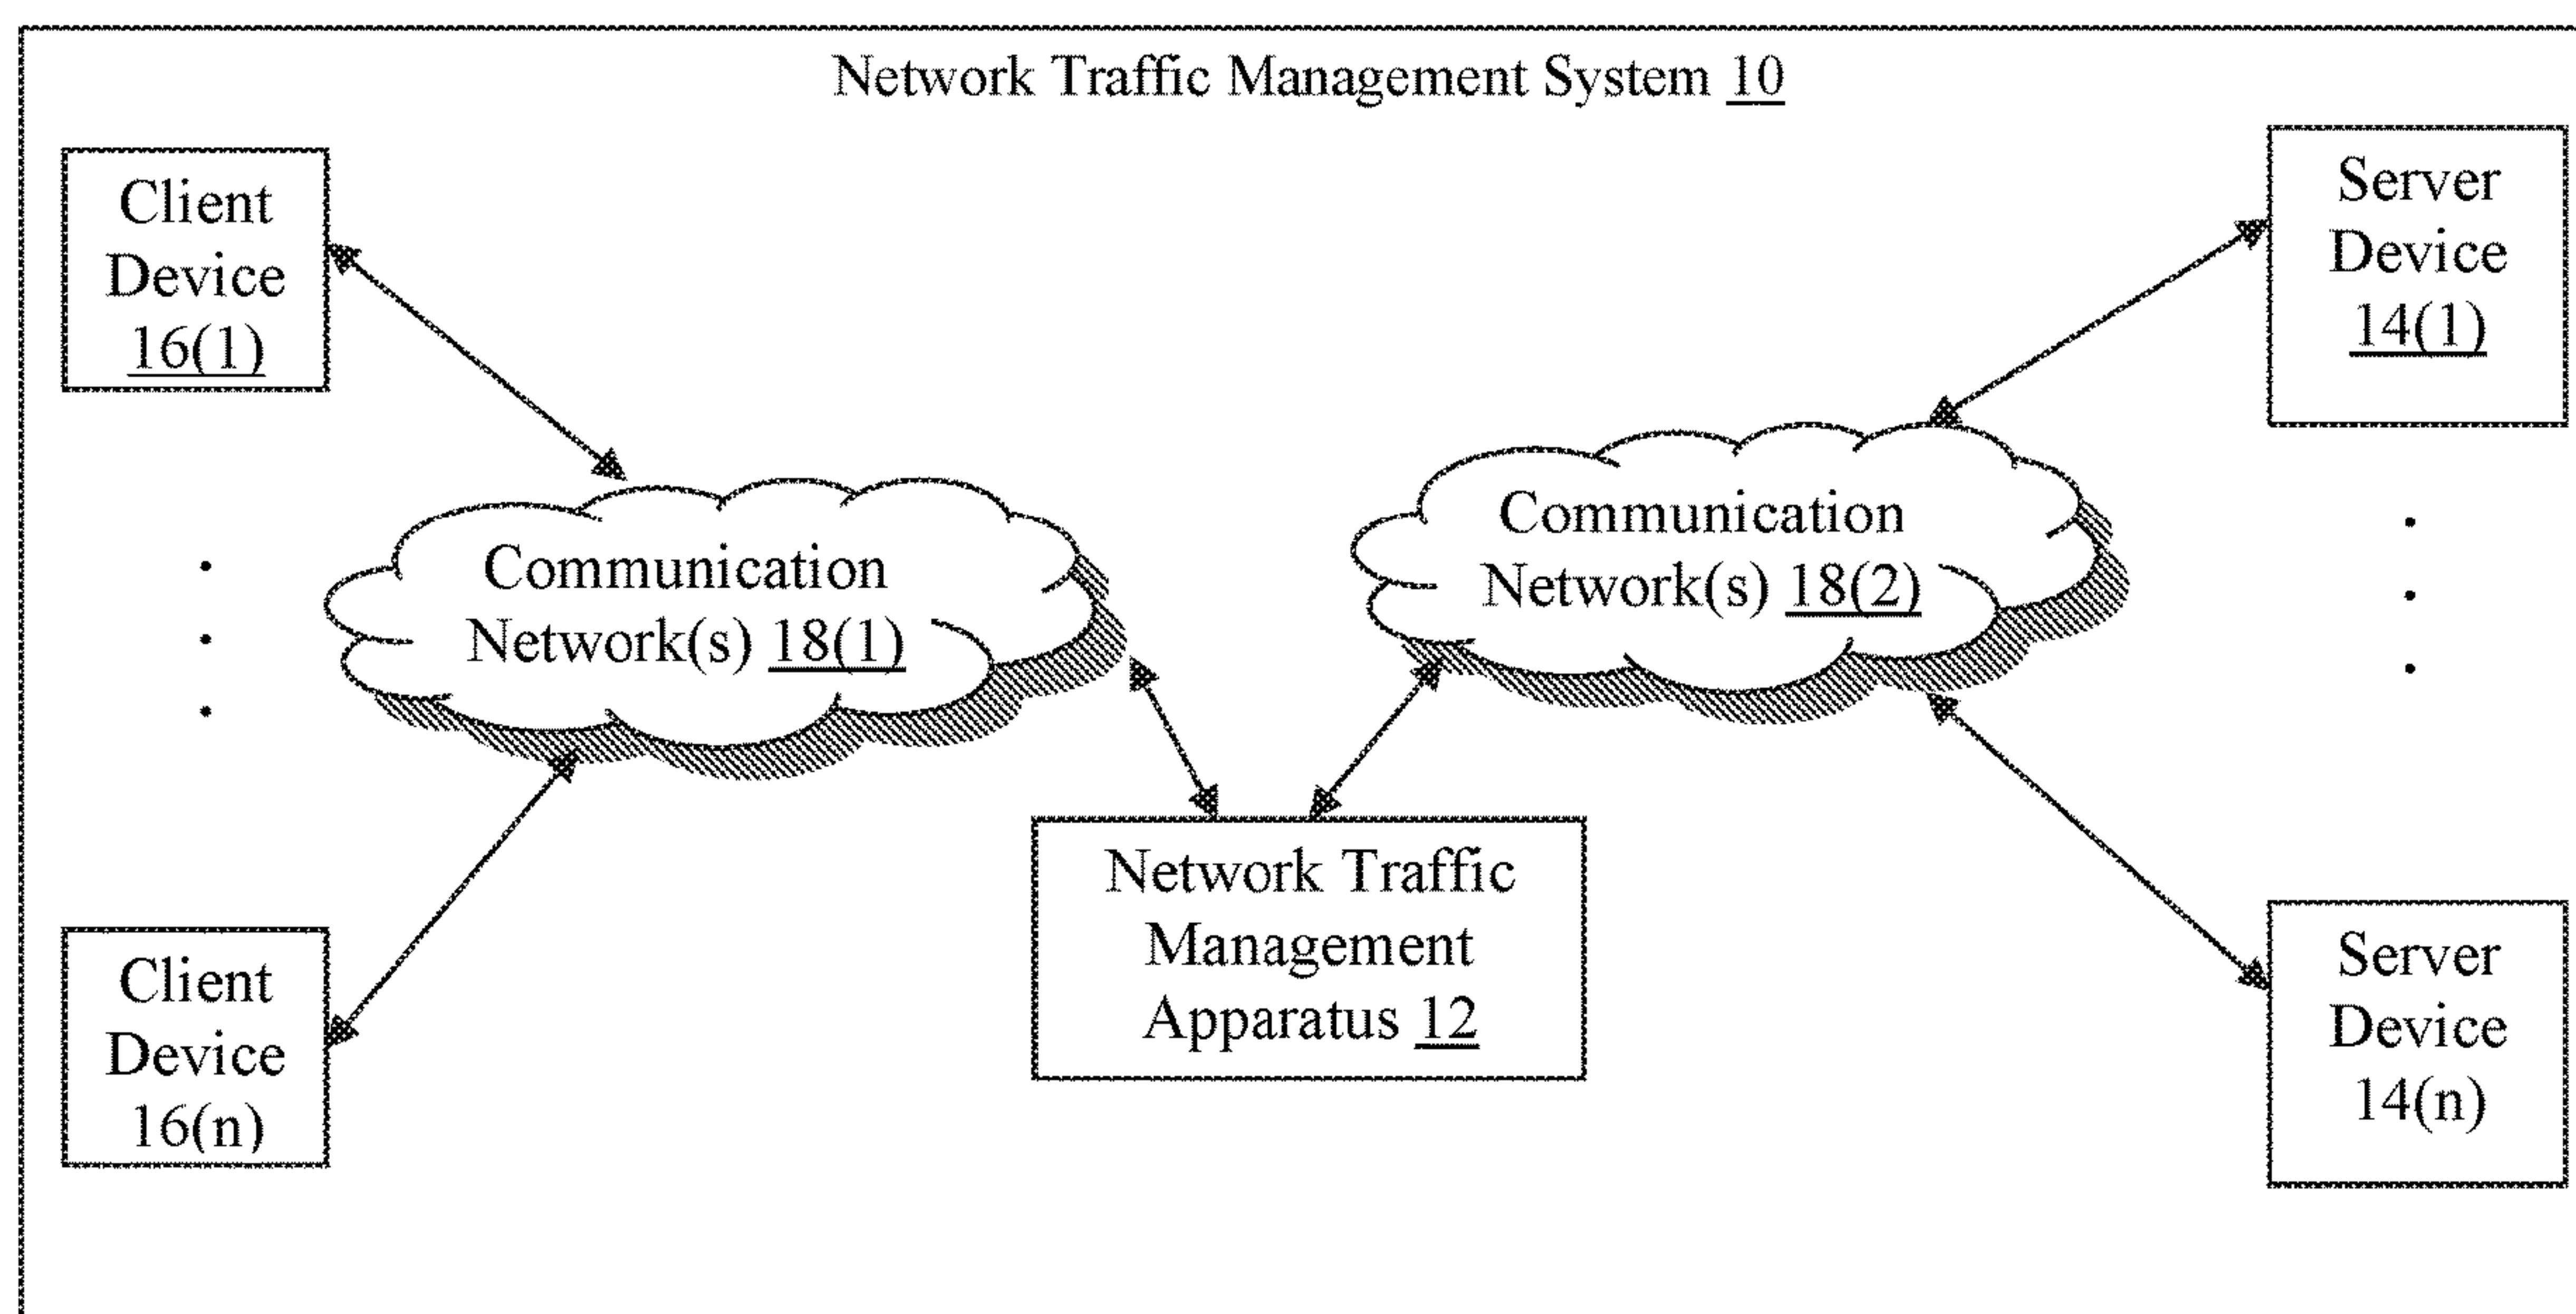 Network Traffic Management System 10
Client
Device
16(1)
Server
Device
14(1)
Communication
Network(s) 18(1)
Communication
Network(s) 18(2)
Network Traffic
Management
Apparatus 12
Client
Device
16(n)
Server
Device
14(n)